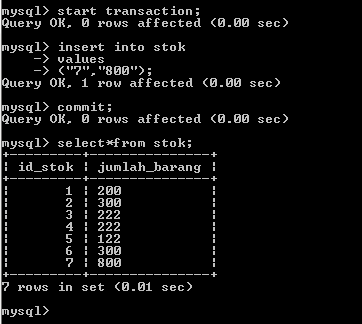 mysql> start transaction;
Query OK, 0 rows affected (0.00 sec)
mysql> insert into stok
-> values
-> ("7","800");
Query OK, 1 row affected (0.00 sec)
mysql> commit;
Query OK, 0 rows affected (0.00 sec)
mysql> select*from stok;
+---------+---------------+
| id_stok | jumlah_barang |
+---------+---------------+
| 1 | 200 |
| 2 | 300 |
| 3 | 222 |
| 4 | 222 |
| 5 | 122 |
| 6 | 300 |
| 7 | 800 |
+---------+---------------+
7 rows in set (0.01 sec)
mysql>